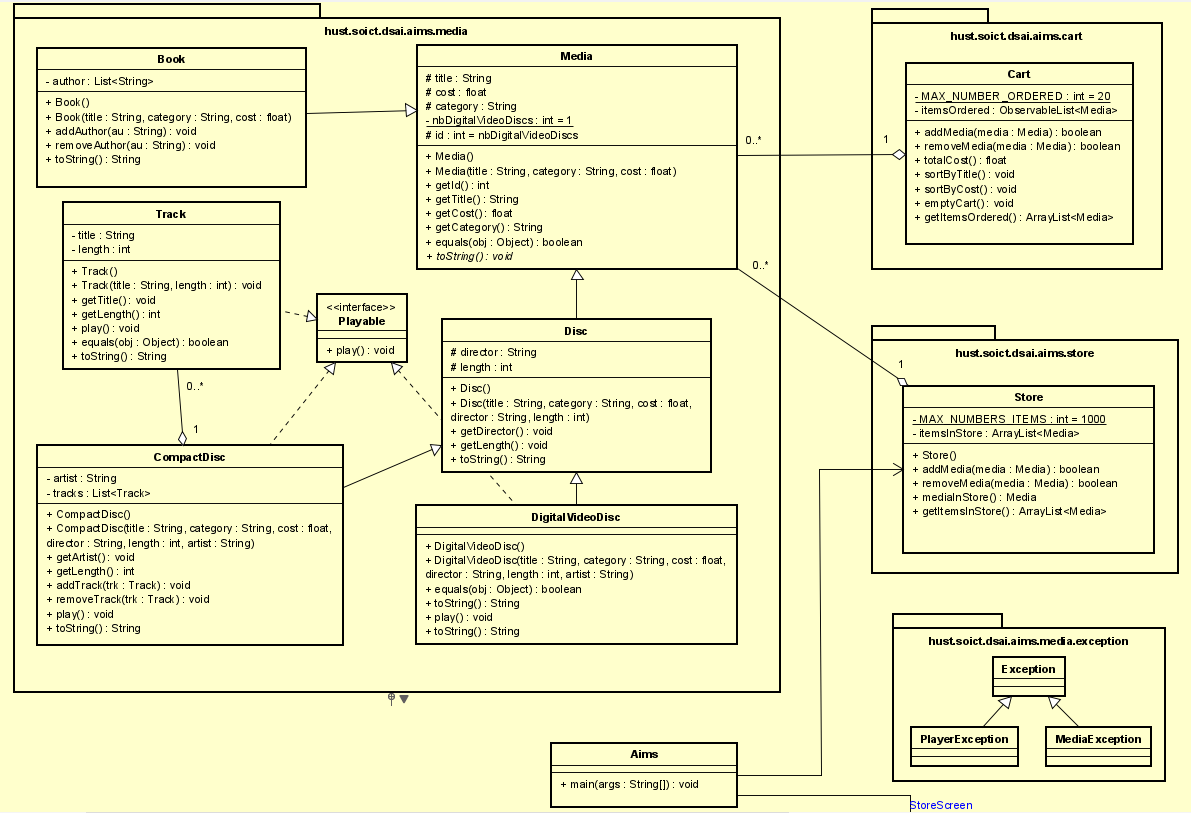 hust.soict.dsai.aims.media
Book
- author : List<String>
+ Book()
+ Book(title : String, category : String, cost : float)
+ addAuthor(au : String) : void
+ removeAuthor(au : String) : void
+ toString() : String
Media
# title : String
# cost : float
# category : String
- nbDigitalVideoDiscs : int = 1
# id : int = nbDigitalVideoDiscs
+ Media()
+ Media(title : String, category : String, cost : float)
+ getId() : int
+ getTitle() : String
+ getCost() : float
+ getCategory() : String
+ equals(obj : Object) : boolean
+ toString() : void
Track
- title : String
- length : int
+ Track()
+ Track(title : String, length : int) : void
+ getTitle() : void
+ getLength() : int
+ play() : void
+ equals(obj : Object) : boolean
+ toString() : String
<<interface>>
Playable
+ play() : void
Disc
# director : String
# length : int
+ Disc()
+ Disc(title : String, category : String, cost : float,
director : String, length : int)
+ getDirector() : void
+ getLength() : void
+ toString() : String
0..*
1
CompactDisc
- artist : String
- tracks : List<Track>
+ CompactDisc()
+ CompactDisc(title : String, category : String, cost : float,
director : String, length : int, artist : String)
+ getArtist() : void
+ getLength() : int
+ addTrack(trk : Track) : void
+ removeTrack(trk : Track) : void
+ play() : void
+ toString() : String
DigitalVideoDisc
+ DigitalVideoDisc()
+ DigitalVideoDisc(title : String, category : String, cost : float,
director : String, length : int, artist : String)
+ equals(obj : Object) : boolean
+ toString() : String
+ play() : void
+ toString() : String
0..*
1
hust.soict.dsai.aims.cart
Cart
- MAX_NUMBER_ORDERED : int = 20
- itemsOrdered : ObservableList<Media>
+ addMedia(media : Media) : boolean
+ removeMedia(media : Media) : boolean
+ totalCost() : float
+ sortByTitle() : void
+ sortByCost() : void
+ emptyCart() : void
+ getItemsOrdered() : ArrayList<Media>
0..*
1
hust.soict.dsai.aims.store
Store
- MAX_NUMBERS_ITEMS : int = 1000
- itemsInStore : ArrayList<Media>
+ Store()
+ addMedia(media : Media) : boolean
+ removeMedia(media : Media) : boolean
+ mediaInStore() : Media
+ getItemsInStore() : ArrayList<Media>
hust.soict.dsai.aims.media.exception
Exception
PlayerException
MediaException
Aims
+ main(args : String[]) : void
StoreScreen